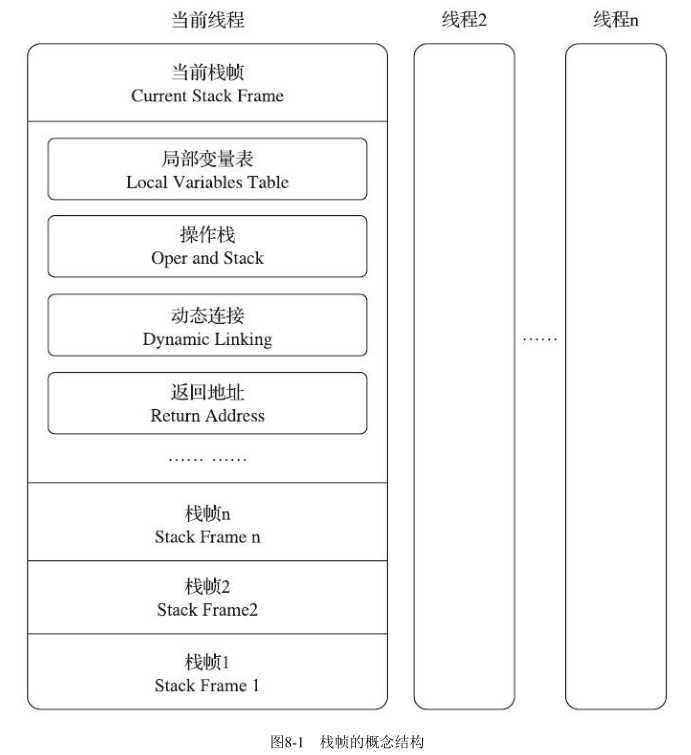 当前线程
线程2
线程n
当前栈帧
Current Stack Frame
局部变量表
Local Variables Table
操作栈
Oper and Stack
动态连接
Dynamic Linking
返回地址
Return Address
…… ……
……
栈帧n
Stack Frame n
栈帧2
Stack Frame2
栈帧1
Stack Frame 1
图8-1 栈帧的概念结构